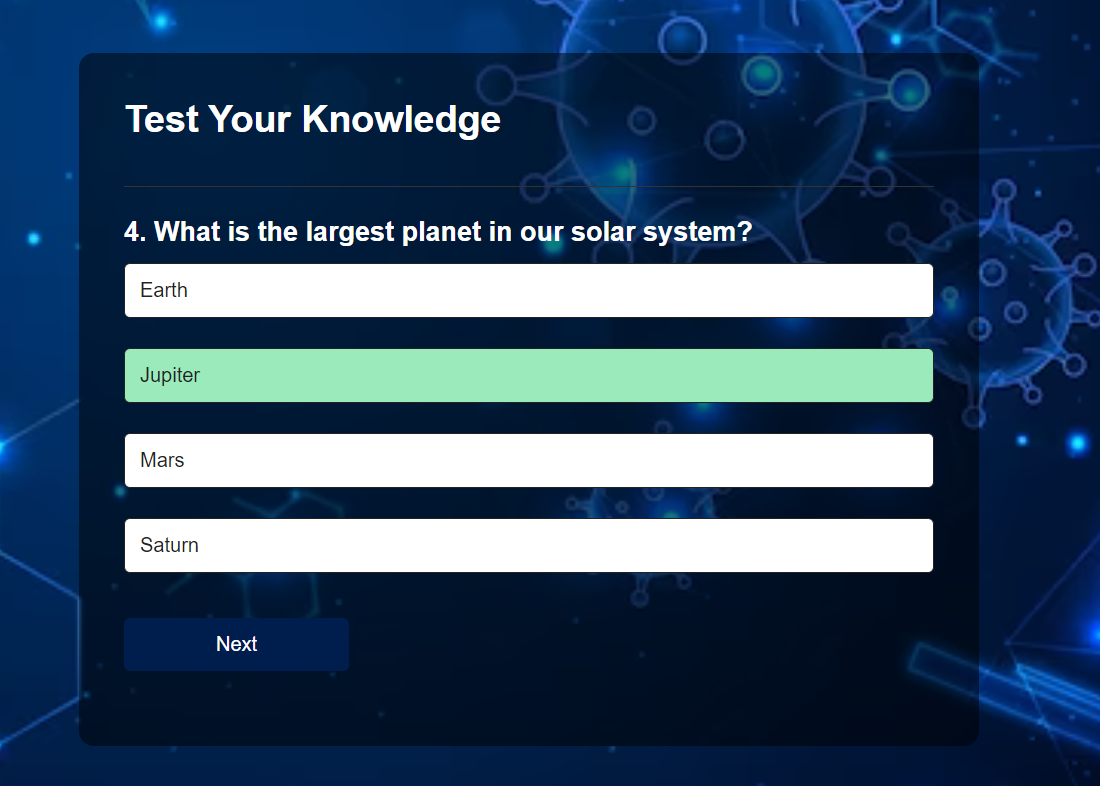 Test Your Knowledge
4. What is the largest planet in our solar system?
Earth
Jupiter
Mars
Saturn
Next